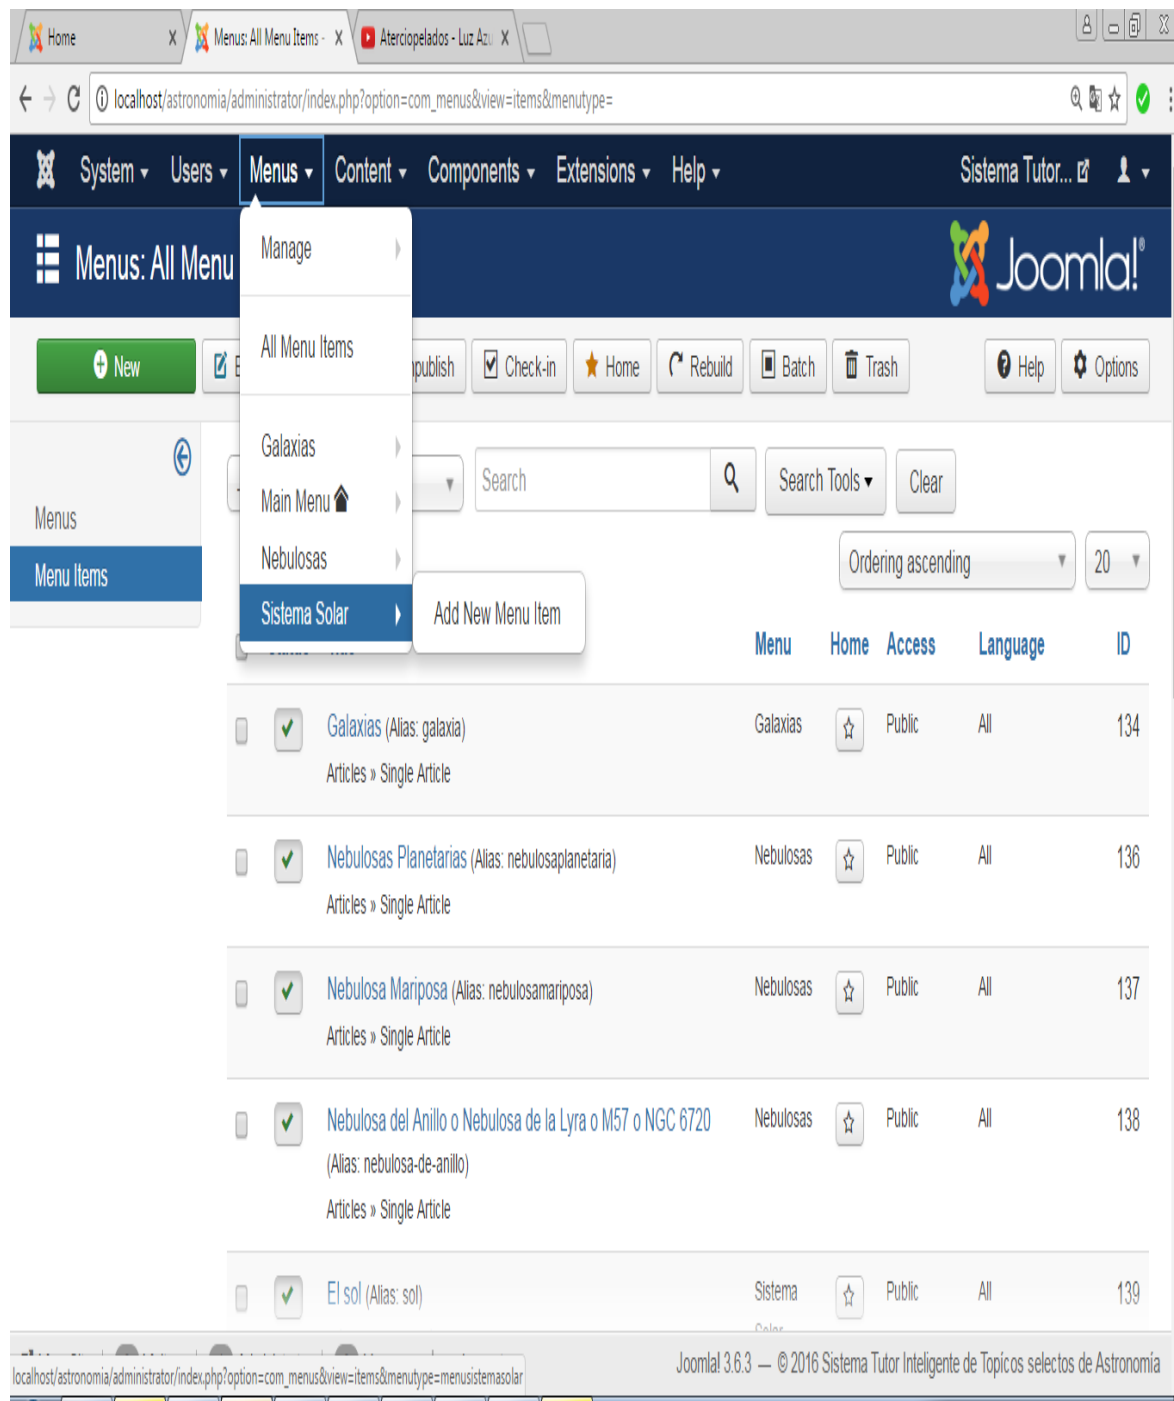 Home
Menus: All Menu Items -
Aterciopelados - Luz Azu
localhost/astronomia/administrator/index.php?option=com_menus&view=items&menutype=
System Users Menus Content Components Extensions Help Sistema Tutor...
Menus: All Menu
Joomla!®
Manage
All Menu Items
Galaxias
Main Menu
Nebulosas
Sistema Solar
Add New Menu Item
New Check-in Home Rebuild Batch Trash Help Options
Search Search Tools Clear
Menus
Menu Items
Ordering ascending 20
Menu Home Access Language ID
Galaxias (Alias: galaxia) Galaxias Public All 134
Articles » Single Article
Nebulosas Planetarias (Alias: nebulosaplanetaria) Nebulosas Public All 136
Articles » Single Article
Nebulosa Mariposa (Alias: nebulosamariposa) Nebulosas Public All 137
Articles » Single Article
Nebulosa del Anillo o Nebulosa de la Lyra o M57 o NGC 6720 Nebulosas Public All 138
(Alias: nebulosa-de-anillo)
Articles » Single Article
El sol (Alias: sol) Sistema Public All 139
Solar
Joomla! 3.6.3 — © 2016 Sistema Tutor Inteligente de Topícos selectos de Astronomía
localhost/astronomia/administrator/index.php?option=com_menus&view=items&menutype=menusistemasolar